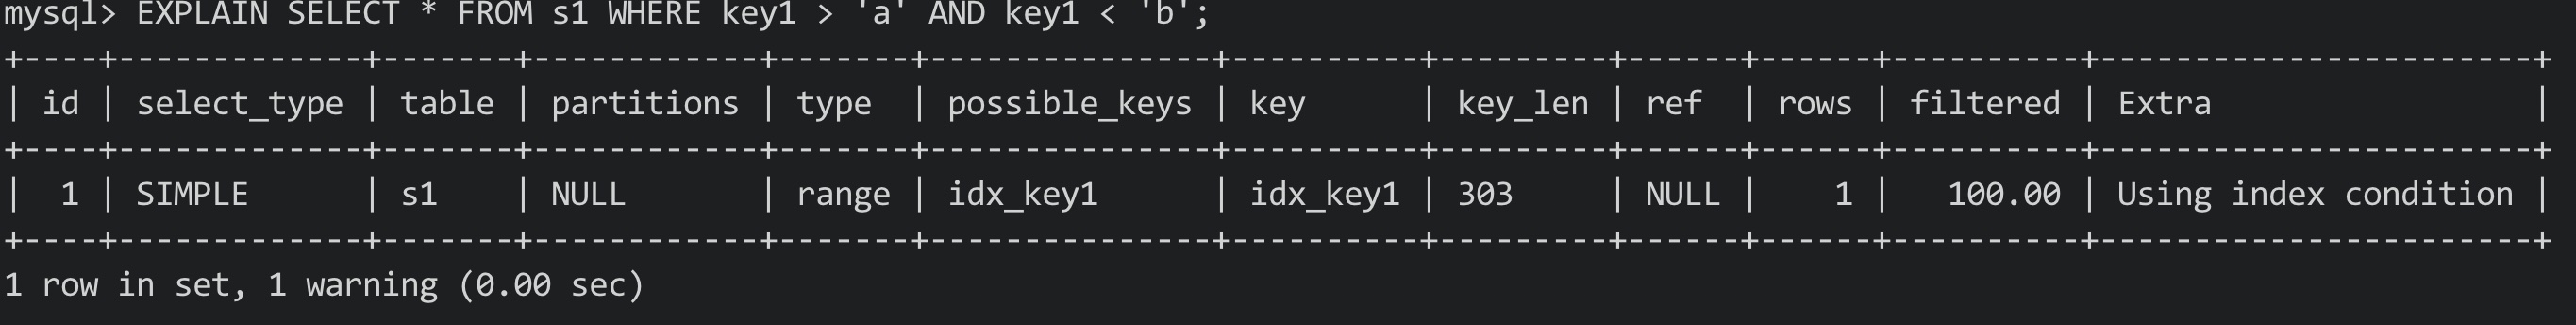 mysql> EXPLAIN SELECT * FROM s1 WHERE key1 > 'a' AND key1 < 'b';
+----+-------------+-------+------------+-------+---------------+----------+---------+------+------+----------+-----------------------+
| id | select_type | table | partitions | type  | possible_keys | key      | key_len | ref  | rows | filtered | Extra                 |
+----+-------------+-------+------------+-------+---------------+----------+---------+------+------+----------+-----------------------+
|  1 | SIMPLE      | s1    | NULL       | range | idx_key1      | idx_key1 | 303     | NULL |    1 |   100.00 | Using index condition |
+----+-------------+-------+------------+-------+---------------+----------+---------+------+------+----------+-----------------------+
1 row in set, 1 warning (0.00 sec)